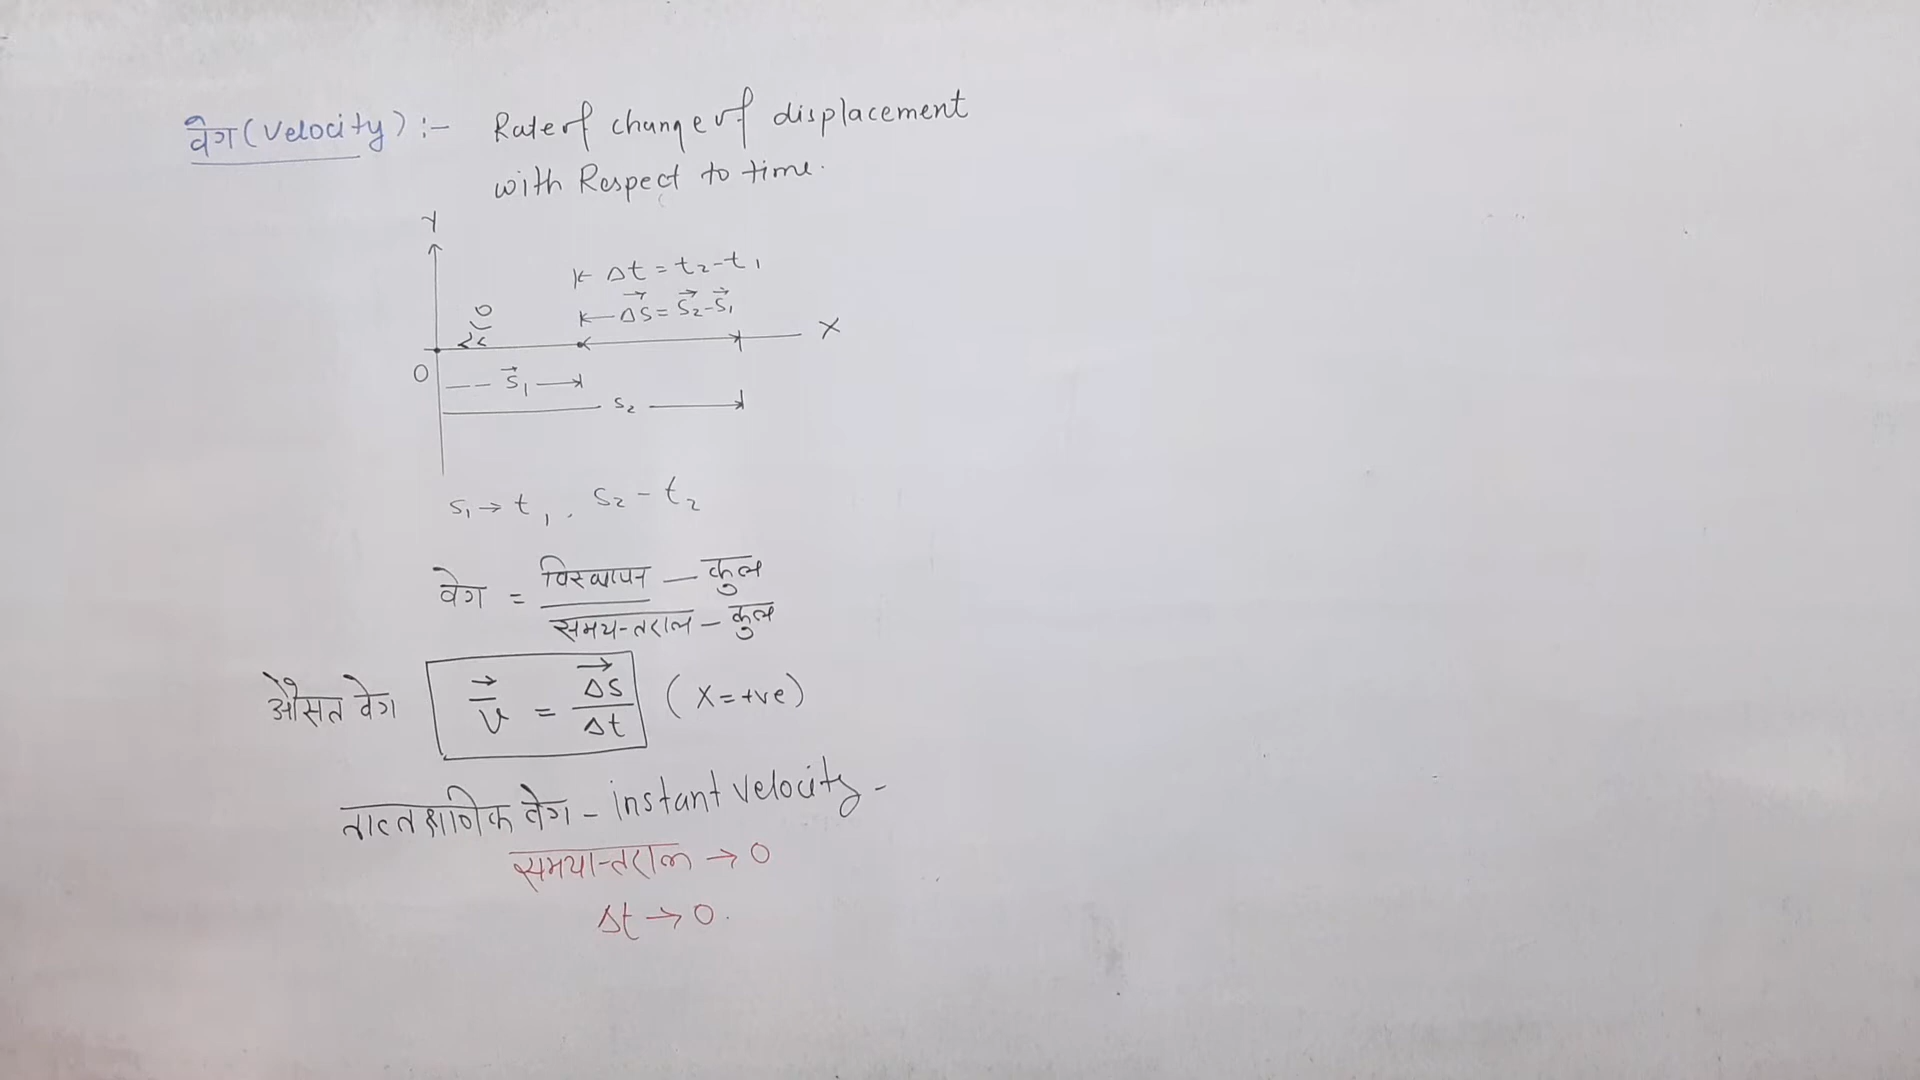 वेग (Velocity) :- Rate of change of displacement
with Respect to time.
Y
Δt = t₂-t₁
Δs⃗ = s⃗₂-s⃗₁
X
O
s⃗₁
s₂
s₁→t₁, s₂-t₂
वेग = विस्थापन - कुल / समयान्तराल - कुल
औसत वेग v⃗ = Δs⃗ / Δt (X=+ve)
तात्क्षणिक वेग - instant velocity -
समयान्तराल → 0
Δt → 0.